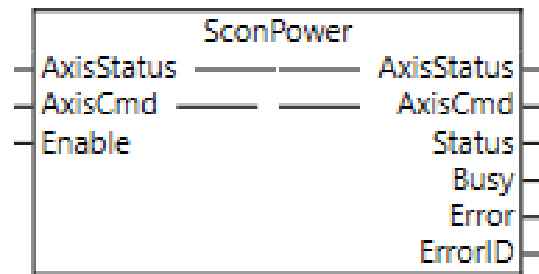 SconPower
AxisStatus AxisStatus
AxisCmd AxisCmd
Enable Status
Busy
Error
ErrorID